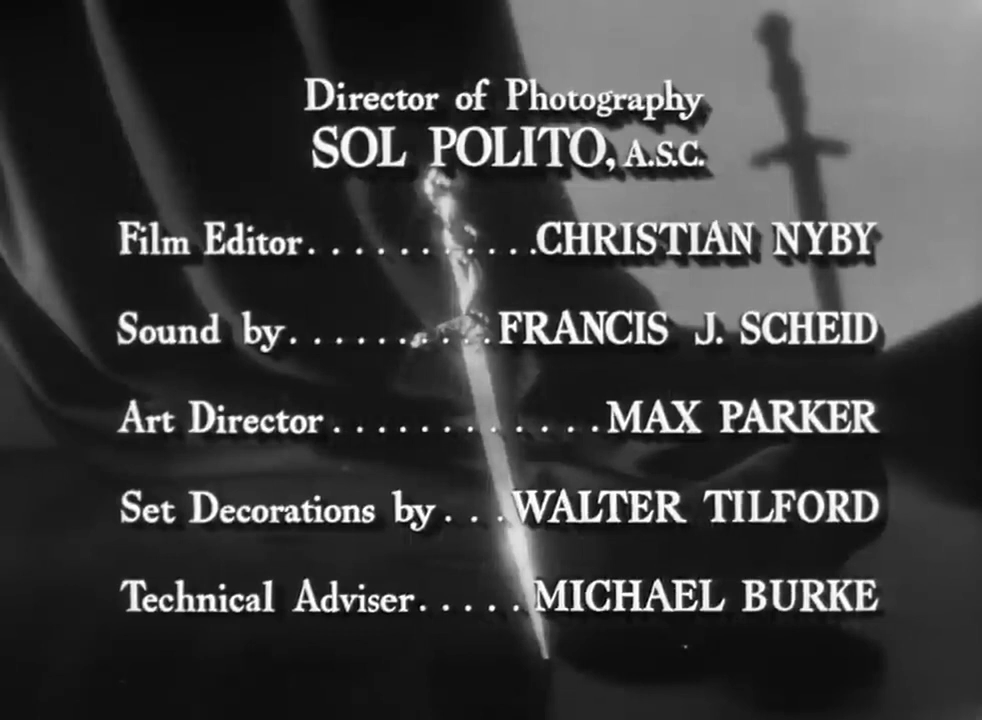 Director of Photography
SOL POLITO, A.S.C.
Film Editor...........CHRISTIAN NYBY
Sound by..........FRANCIS J. SCHEID
Art Director............MAX PARKER
Set Decorations by...WALTER TILFORD
Technical Adviser.....MICHAEL BURKE